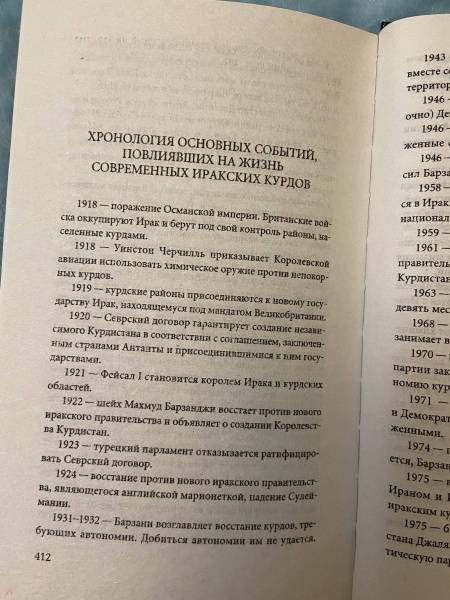 ХРОНОЛОГИЯ ОСНОВНЫХ СОБЫТИЙ,
ПОВЛИЯВШИХ НА ЖИЗНЬ
СОВРЕМЕННЫХ ИРАКСКИХ КУРДОВ
1918 — поражение Османской империи. Британские вой-
ска оккупируют Ирак и берут под свой контроль районы, на-
селенные курдами.
1918 — Уинстон Черчилль приказывает Королевской
авиации использовать химическое оружие против непокор-
ных курдов.
1919 — курдские районы присоединяются к новому госу-
дарству Ирак, находящемуся под мандатом Великобритании.
1920 — Севрский договор гарантирует создание незави-
симого Курдистана в соответствии с соглашением, заключен-
ным странами Антанты и присоединившимися к ним госу-
дарствами.
1921 — Фейсал I становится королем Ирака и курдских
областей.
1922 — шейх Махмуд Барзанджи восстает против нового
иракского правительства и объявляет о создании Королевст-
ва Курдистан.
1923 — турецкий парламент отказывается ратифициро-
вать Севрский договор.
1924 — восстание против нового иракского правительст-
ва, являющегося английской марионеткой, падение Сулей-
мании.
1931–1932 — Барзани возглавляет восстание курдов, тре-
бующих автономии. Добиться автономии им не удается.
412
1943
вместе се
территор
1946 —
очно) Де
1946 —
женные с
1946 —
сил Барзани
1958 —
ся в Ирак
национал
1959 —
1961 —
правитель
Курдистан
1963 —
девять мес
1968 —
занимает в
1970 —
партии зак
номию кур
1971 —
и Демократ
женными.
1974 — п
ется, Барзани
1975 — б
Ираном и И
иракским ку
1975 — б
стана Джаля
тическую пар